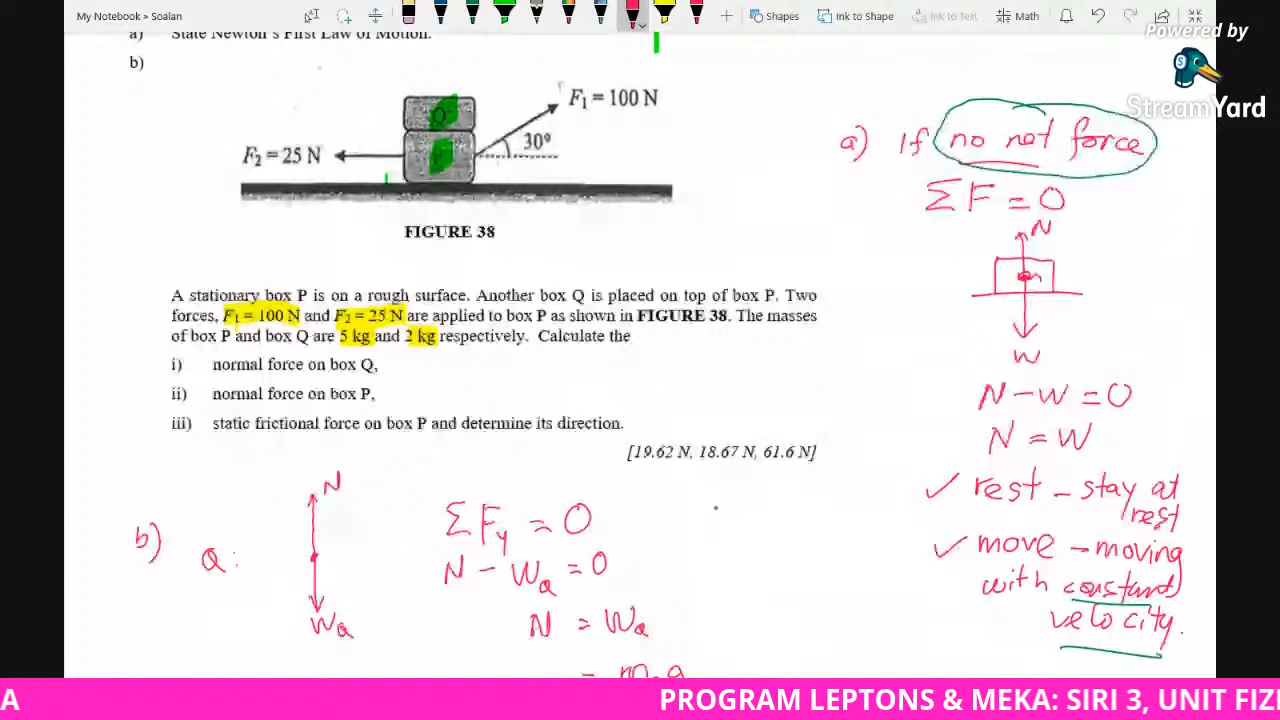 My Notebook » Soalan
Shapes
Ink to Shape
Ink to Text
Math
Powered by
StreamYard
a) State Newton's First Law of Motion.
b)
F₁ = 100 N
Q
30°
F₂ = 25 N
FIGURE 38
A stationary box P is on a rough surface. Another box Q is placed on top of box P. Two
forces, F₁ = 100 N and F₂ = 25 N are applied to box P as shown in FIGURE 38. The masses
of box P and box Q are 5 kg and 2 kg respectively. Calculate the
i) normal force on box Q,
ii) normal force on box P,
iii) static frictional force on box P and determine its direction.
[19.62 N, 18.67 N, 61.6 N]
a) If no net force
ΣF = 0
N
m
W
N - W = 0
N = W
✓ rest - stay at
rest
✓ move - moving
with constant
velocity.
b) Q:
N
W_Q
ΣF_y = 0
N - W_Q = 0
N = W_Q
= m_Q g
A PROGRAM LEPTONS & MEKA: SIRI 3, UNIT FIZI